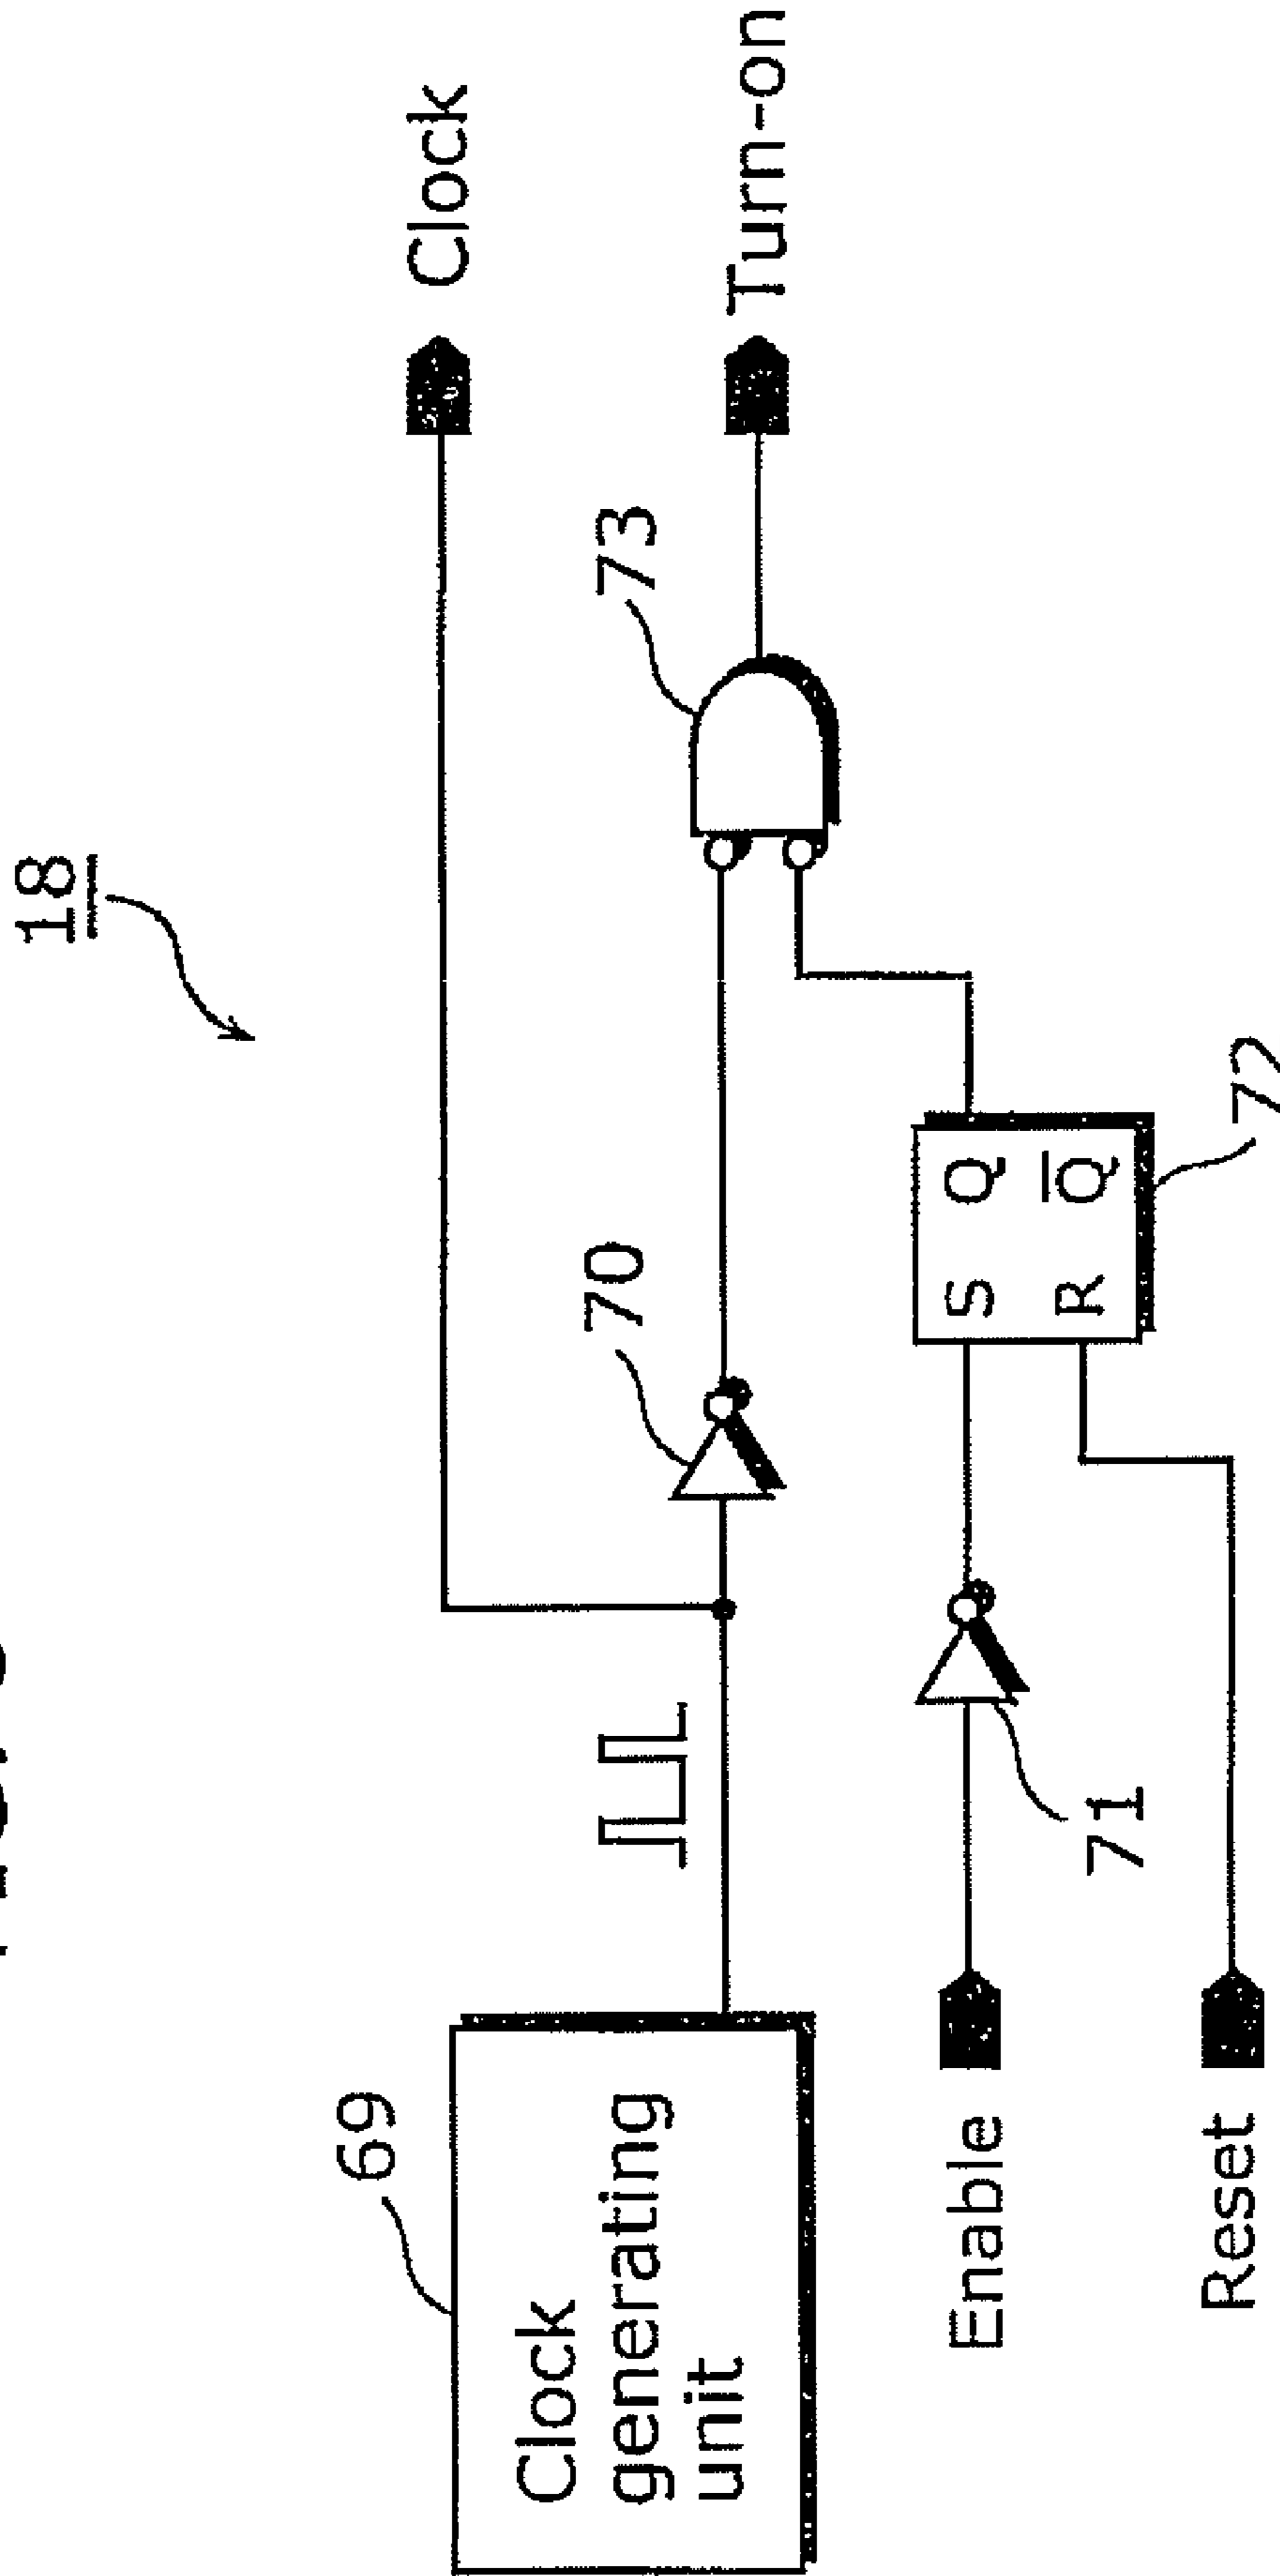 18
Clock
Turn-on
73
70
69
Clock
generating
unit
S Q
R Q̅
72
71
Enable
Reset